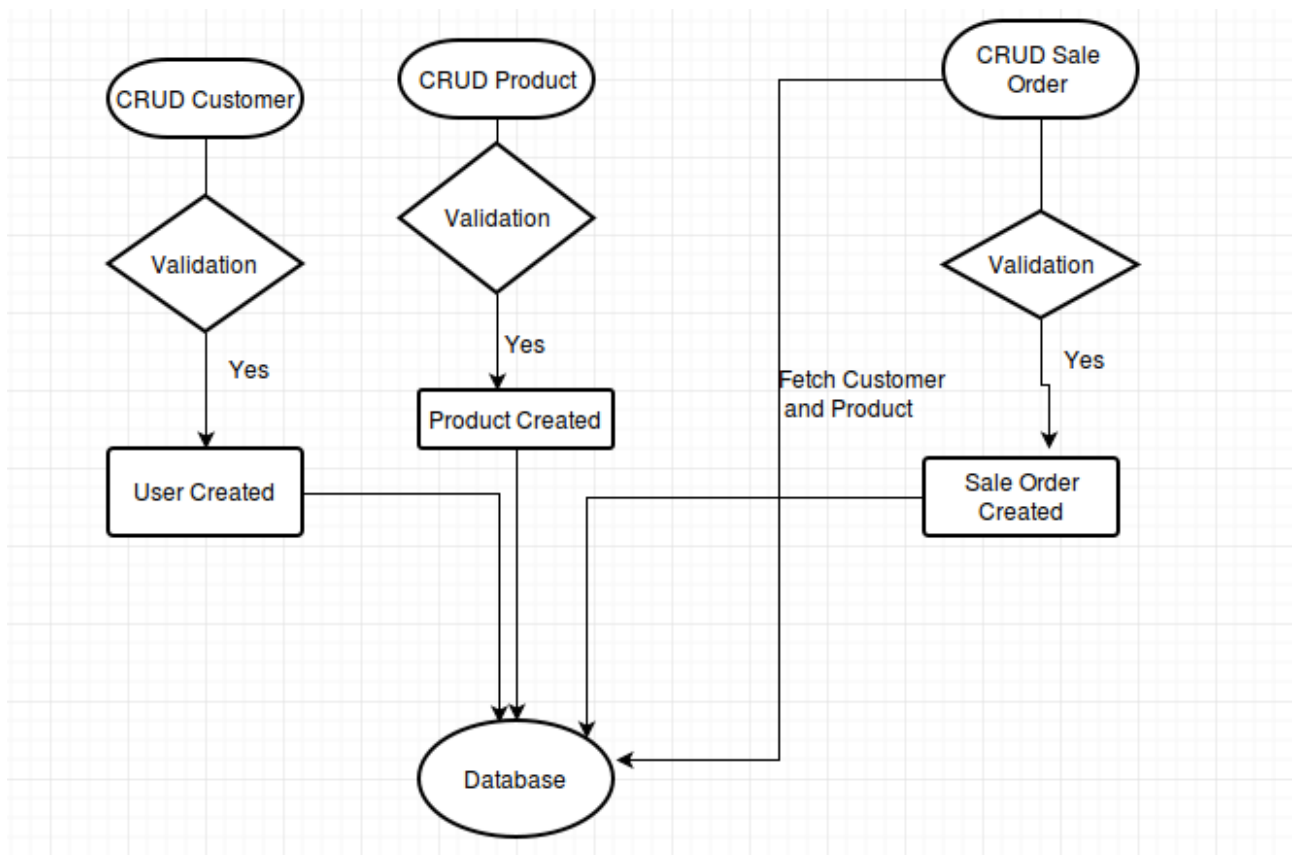 CRUD Customer
CRUD Product
CRUD Sale
Order
Validation
Validation
Validation
Yes
Yes
Yes
Fetch Customer
and Product
User Created
Product Created
Sale Order
Created
Database